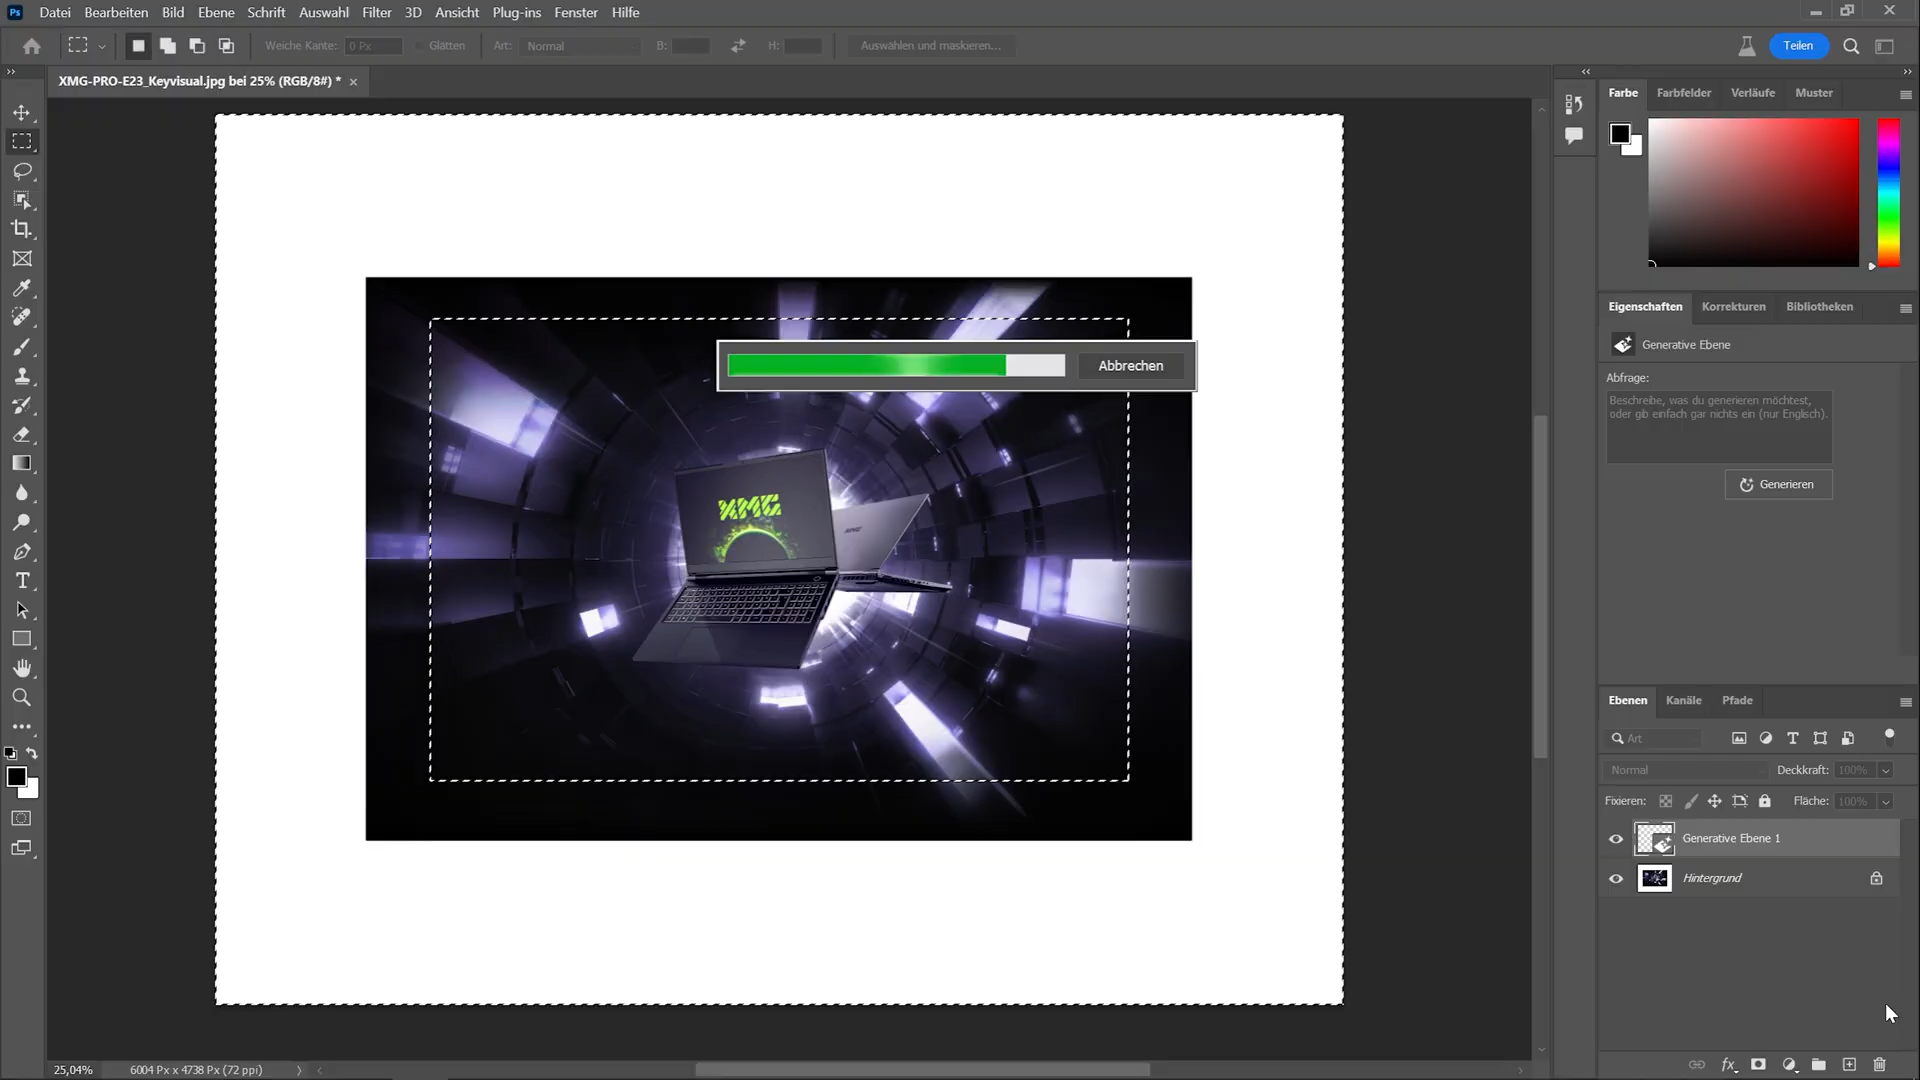 Ps Datei Bearbeiten Bild Ebene Schrift Auswahl Filter 3D Ansicht Plug-ins Fenster Hilfe
Weiche Kante: 0 Px Glätten Art: Normal B: H: Auswählen und maskieren... Teilen
XMG-PRO-E23_Keyvisual.jpg bei 25% (RGB/8#) *
Farbe Farbfelder Verläufe Muster
Eigenschaften Korrekturen Bibliotheken
Generative Ebene
Abfrage:
Beschreibe, was du generieren möchtest,
oder gib einfach gar nichts ein (nur Englisch).
Generieren
Abbrechen
XMG
XMG
Ebenen Kanäle Pfade
Art
Normal Deckkraft: 100%
Fixieren: Fläche: 100%
Generative Ebene 1
Hintergrund
25,04% 6004 Px x 4738 Px (72 ppi)